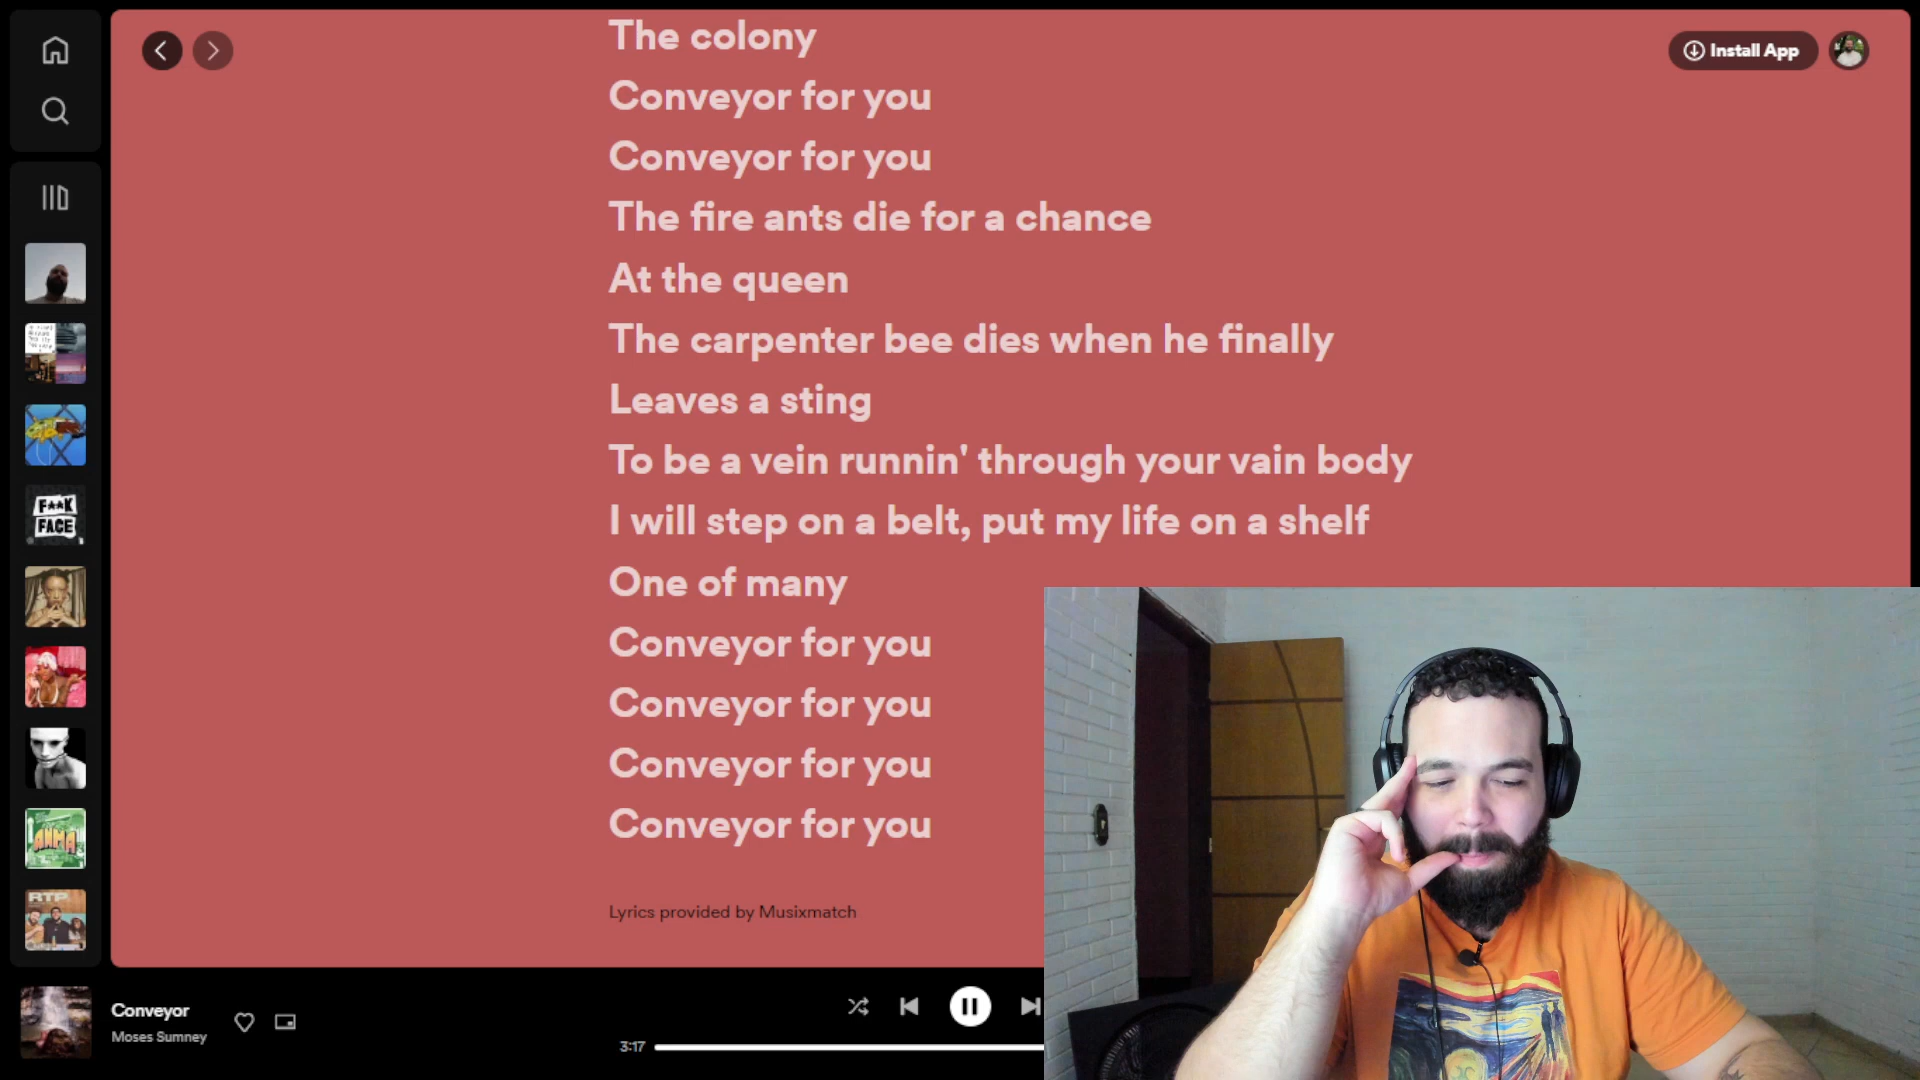 The colony
Install App
Conveyor for you
Conveyor for you
The fire ants die for a chance
At the queen
The carpenter bee dies when he finally
Leaves a sting
To be a vein runnin' through your vain body
I will step on a belt, put my life on a shelf
One of many
Conveyor for you
Conveyor for you
Conveyor for you
Conveyor for you
Lyrics provided by Musixmatch
F**K
FACE
ANMA
RTP
Conveyor
Moses Sumney
3:17